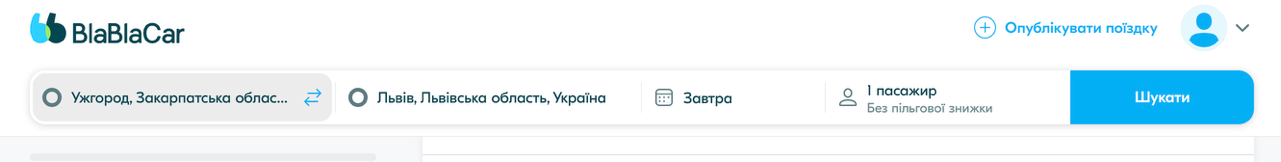 BlaBlaCar
Опублікувати поїздку
Ужгород, Закарпатська облас...
Львів, Львівська область, Україна
Завтра
1 пасажир
Без пільгової знижки
Шукати